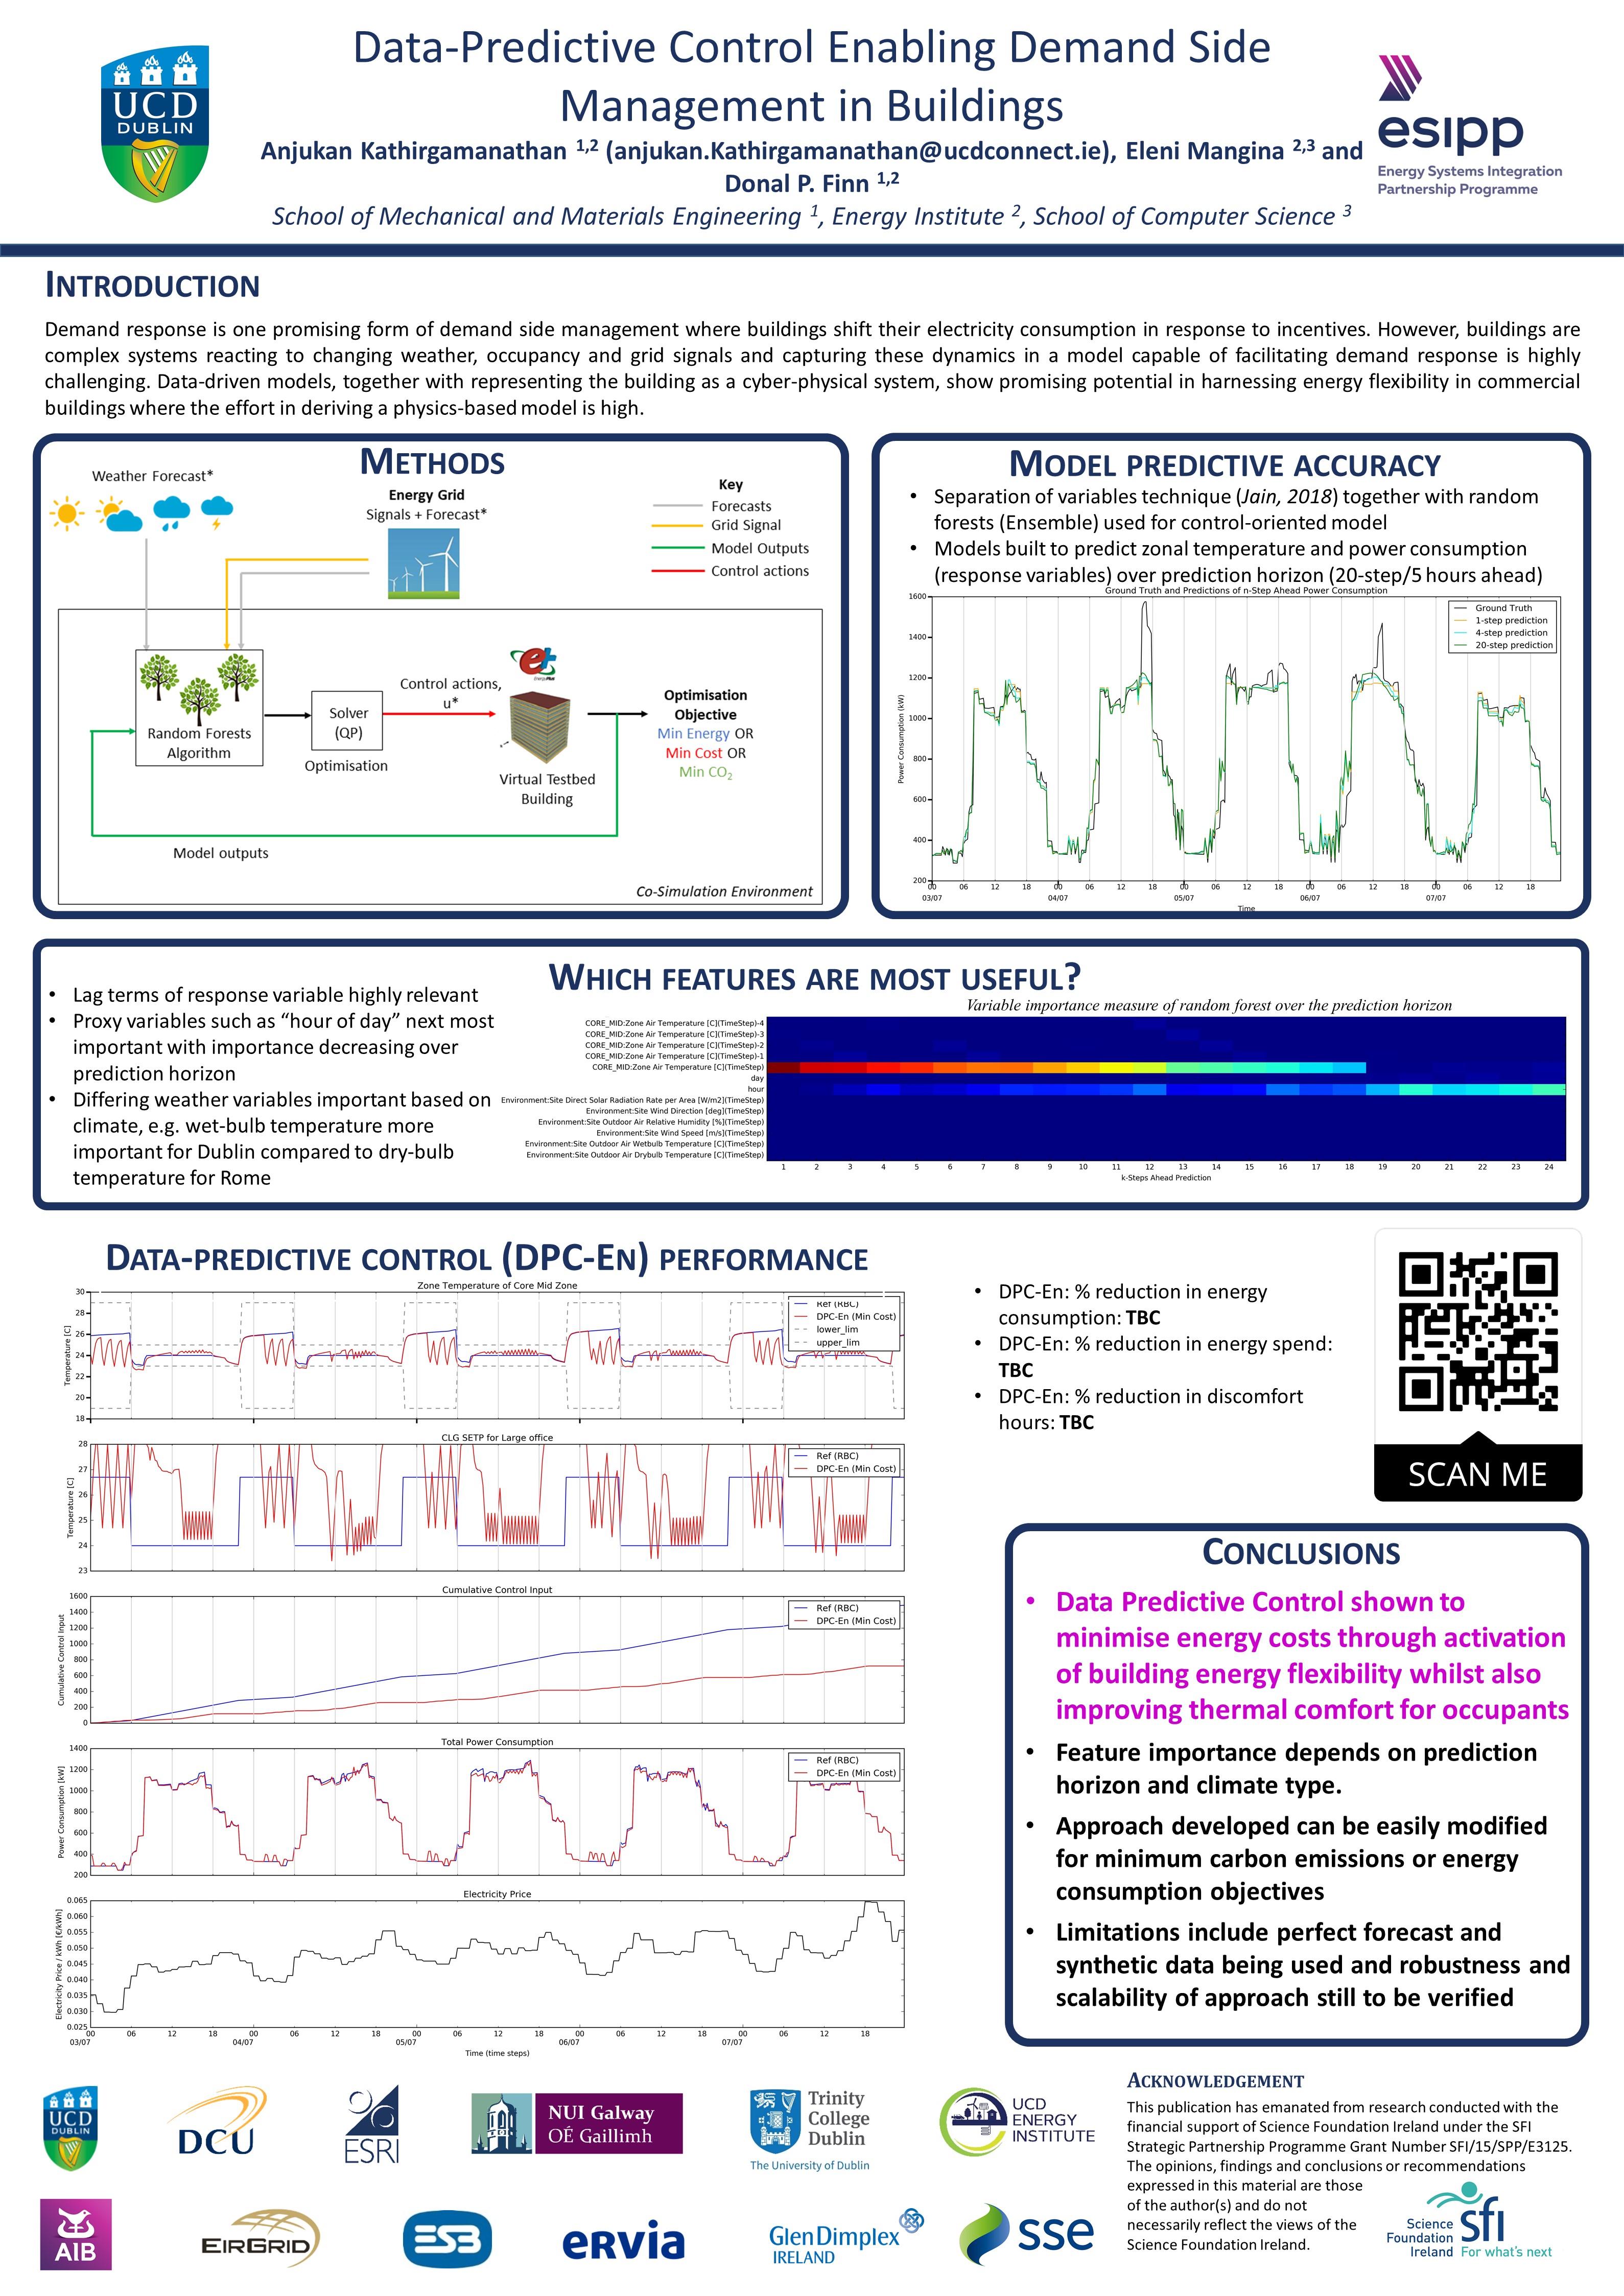 UCD
DUBLIN
Data-Predictive Control Enabling Demand Side
Management in Buildings
Anjukan Kathirgamanathan 1,2 (anjukan.Kathirgamanathan@ucdconnect.ie), Eleni Mangina 2,3 and
Donal P. Finn 1,2
School of Mechanical and Materials Engineering 1, Energy Institute 2, School of Computer Science 3
esipp
Energy Systems Integration
Partnership Programme
INTRODUCTION
Demand response is one promising form of demand side management where buildings shift their electricity consumption in response to incentives. However, buildings are
complex systems reacting to changing weather, occupancy and grid signals and capturing these dynamics in a model capable of facilitating demand response is highly
challenging. Data-driven models, together with representing the building as a cyber-physical system, show promising potential in harnessing energy flexibility in commercial
buildings where the effort in deriving a physics-based model is high.
METHODS
Weather Forecast*
Energy Grid
Signals + Forecast*
Key
Forecasts
Grid Signal
Model Outputs
Control actions
Random Forests
Algorithm
Solver
(QP)
Optimisation
Control actions,
u*
e+
EnergyPlus
Virtual Testbed
Building
Optimisation
Objective
Min Energy OR
Min Cost OR
Min CO2
Model outputs
Co-Simulation Environment
MODEL PREDICTIVE ACCURACY
• Separation of variables technique (Jain, 2018) together with random
forests (Ensemble) used for control-oriented model
• Models built to predict zonal temperature and power consumption
(response variables) over prediction horizon (20-step/5 hours ahead)
Ground Truth and Predictions of n-Step Ahead Power Consumption
Ground Truth
1-step prediction
4-step prediction
20-step prediction
Power Consumption (kW)
1600
1400
1200
1000
800
600
400
200
00 06 12 18 00 06 12 18 00 06 12 18 00 06 12 18 00 06 12 18
03/07 04/07 05/07 06/07 07/07
Time
WHICH FEATURES ARE MOST USEFUL?
• Lag terms of response variable highly relevant
• Proxy variables such as “hour of day” next most
important with importance decreasing over
prediction horizon
• Differing weather variables important based on
climate, e.g. wet-bulb temperature more
important for Dublin compared to dry-bulb
temperature for Rome
Variable importance measure of random forest over the prediction horizon
CORE_MID:Zone Air Temperature [C](TimeStep)-4
CORE_MID:Zone Air Temperature [C](TimeStep)-3
CORE_MID:Zone Air Temperature [C](TimeStep)-2
CORE_MID:Zone Air Temperature [C](TimeStep)-1
CORE_MID:Zone Air Temperature [C](TimeStep)
day
hour
Environment:Site Direct Solar Radiation Rate per Area [W/m2](TimeStep)
Environment:Site Wind Direction [deg](TimeStep)
Environment:Site Outdoor Air Relative Humidity [%](TimeStep)
Environment:Site Wind Speed [m/s](TimeStep)
Environment:Site Outdoor Air Wetbulb Temperature [C](TimeStep)
Environment:Site Outdoor Air Drybulb Temperature [C](TimeStep)
1 2 3 4 5 6 7 8 9 10 11 12 13 14 15 16 17 18 19 20 21 22 23 24
k-Steps Ahead Prediction
DATA-PREDICTIVE CONTROL (DPC-EN) PERFORMANCE
Zone Temperature of Core Mid Zone
Temperature [C]
30
28
26
24
22
20
18
Ref (RBC)
DPC-En (Min Cost)
lower_lim
upper_lim
CLG SETP for Large office
Temperature [C]
28
27
26
25
24
23
Ref (RBC)
DPC-En (Min Cost)
Cumulative Control Input
Cumulative Control Input
1600
1400
1200
1000
800
600
400
200
0
Ref (RBC)
DPC-En (Min Cost)
Total Power Consumption
Power Consumption [kW]
1400
1200
1000
800
600
400
200
Ref (RBC)
DPC-En (Min Cost)
Electricity Price
Electricity Price / kWh [€/kWh]
0.065
0.060
0.055
0.050
0.045
0.040
0.035
0.030
0.025
00 06 12 18 00 06 12 18 00 06 12 18 00 06 12 18 00 06 12 18
03/07 04/07 05/07 06/07 07/07
Time (time steps)
• DPC-En: % reduction in energy
consumption: TBC
• DPC-En: % reduction in energy spend:
TBC
• DPC-En: % reduction in discomfort
hours: TBC
SCAN ME
CONCLUSIONS
• Data Predictive Control shown to
minimise energy costs through activation
of building energy flexibility whilst also
improving thermal comfort for occupants
• Feature importance depends on prediction
horizon and climate type.
• Approach developed can be easily modified
for minimum carbon emissions or energy
consumption objectives
• Limitations include perfect forecast and
synthetic data being used and robustness and
scalability of approach still to be verified
UCD
DUBLIN
DCU
ESRI
NUI Galway
OÉ Gaillimh
Trinity
College
Dublin
The University of Dublin
UCD
ENERGY
INSTITUTE
AIB
EIRGRID
ESB
ervia
GlenDimplex
IRELAND
sse
ACKNOWLEDGEMENT
This publication has emanated from research conducted with the
financial support of Science Foundation Ireland under the SFI
Strategic Partnership Programme Grant Number SFI/15/SPP/E3125.
The opinions, findings and conclusions or recommendations
expressed in this material are those
of the author(s) and do not
necessarily reflect the views of the
Science Foundation Ireland.
Science
Foundation
Ireland
sfi
For what's next